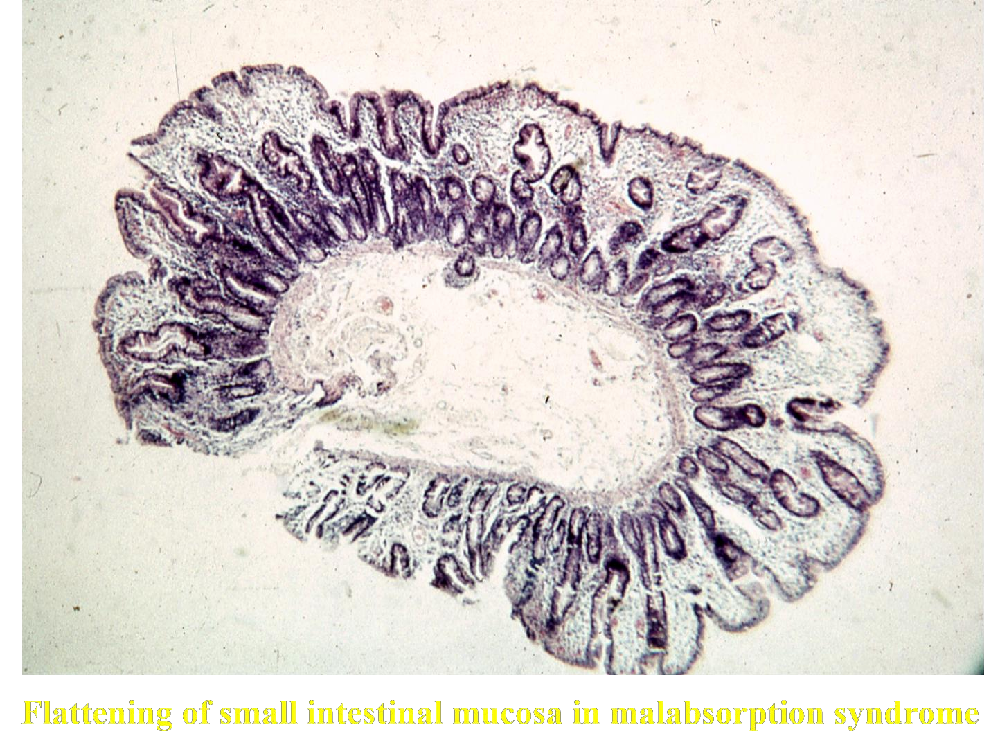 Flattening of small intestinal mucosa in malabsorption syndrome